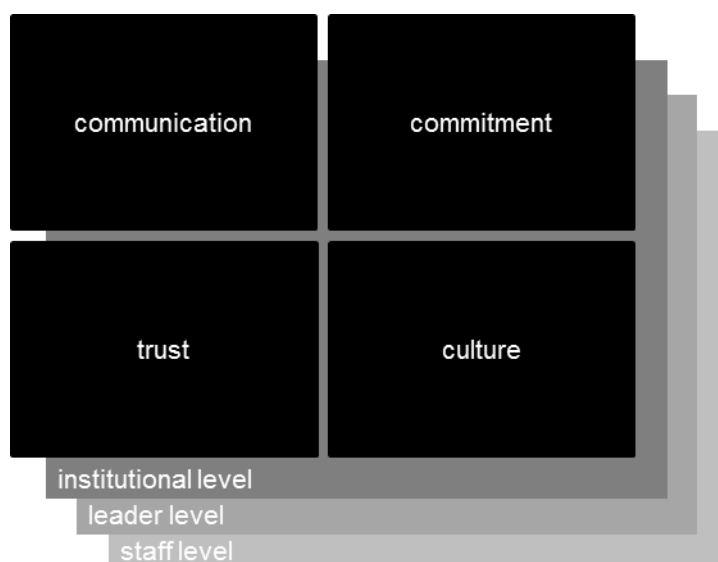 communication
commitment
trust
culture
institutional level
leader level
staff level